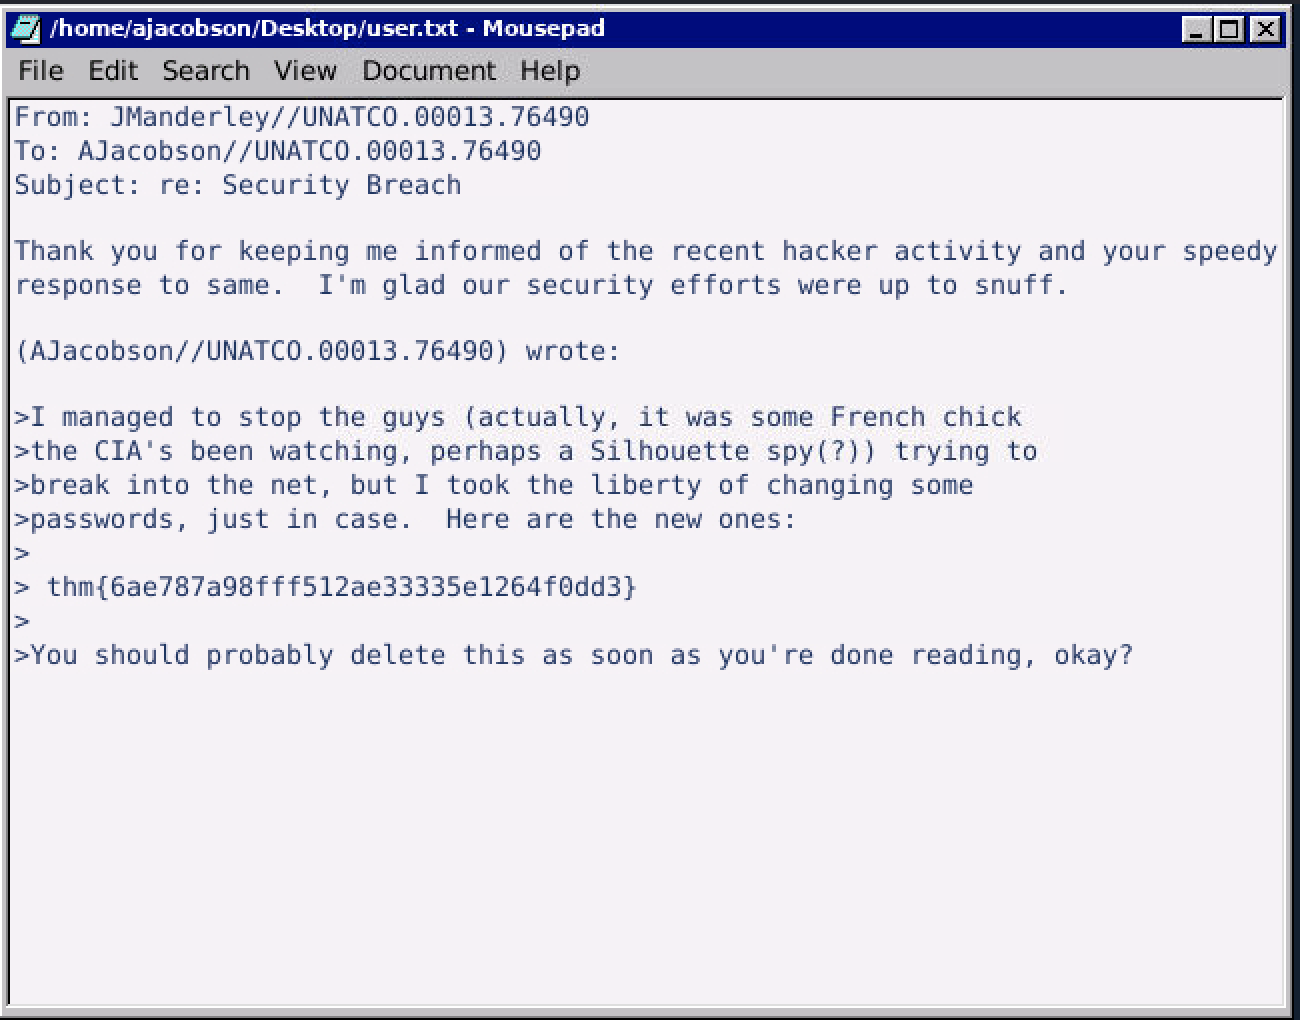 /home/ajacobson/Desktop/user.txt - Mousepad
File Edit Search View Document Help
From: JManderley//UNATCO.00013.76490
To: AJacobson//UNATCO.00013.76490
Subject: re: Security Breach

Thank you for keeping me informed of the recent hacker activity and your speedy
response to same.  I'm glad our security efforts were up to snuff.

(AJacobson//UNATCO.00013.76490) wrote:

>I managed to stop the guys (actually, it was some French chick
>the CIA's been watching, perhaps a Silhouette spy(?)) trying to
>break into the net, but I took the liberty of changing some
>passwords, just in case.  Here are the new ones:
>
> thm{6ae787a98fff512ae33335e1264f0dd3}
>
>You should probably delete this as soon as you're done reading, okay?